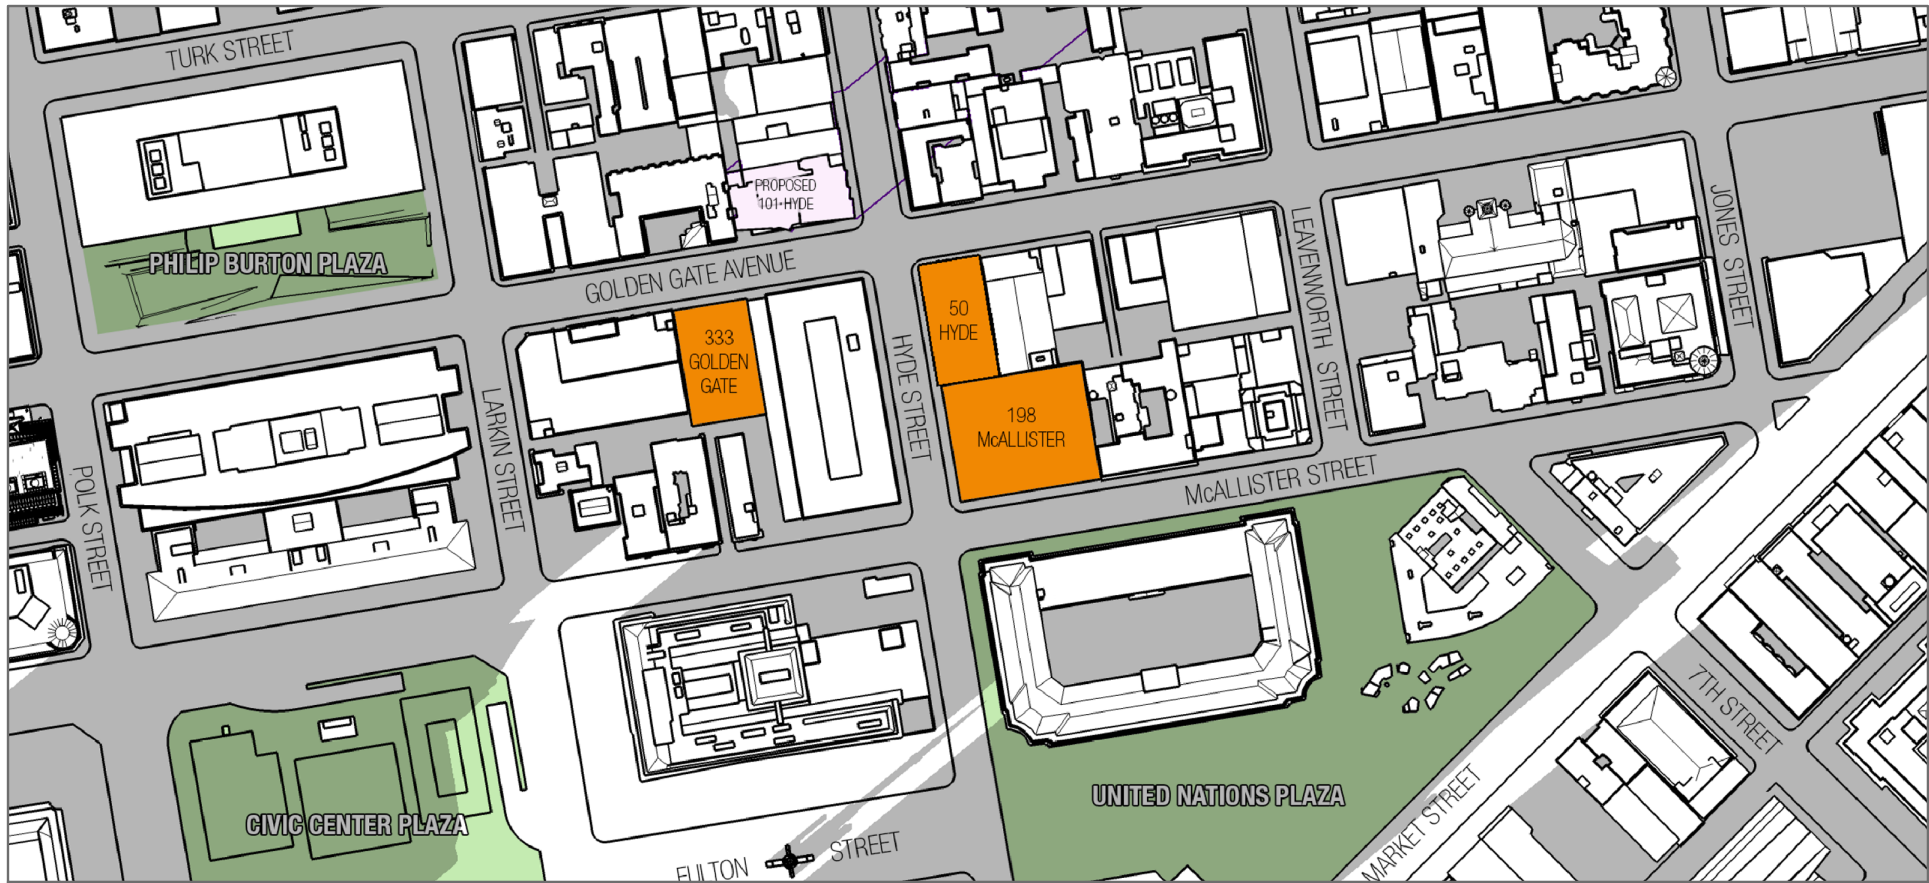 TURK STREET
PROPOSED
101 HYDE
PHILIP BURTON PLAZA
GOLDEN GATE AVENUE
LEAVENWORTH STREET
JONES STREET
50
HYDE
333
GOLDEN
GATE
HYDE STREET
LARKIN STREET
198
McALLISTER
POLK STREET
McALLISTER STREET
7TH STREET
UNITED NATIONS PLAZA
CIVIC CENTER PLAZA
MARKET STREET
FULTON STREET